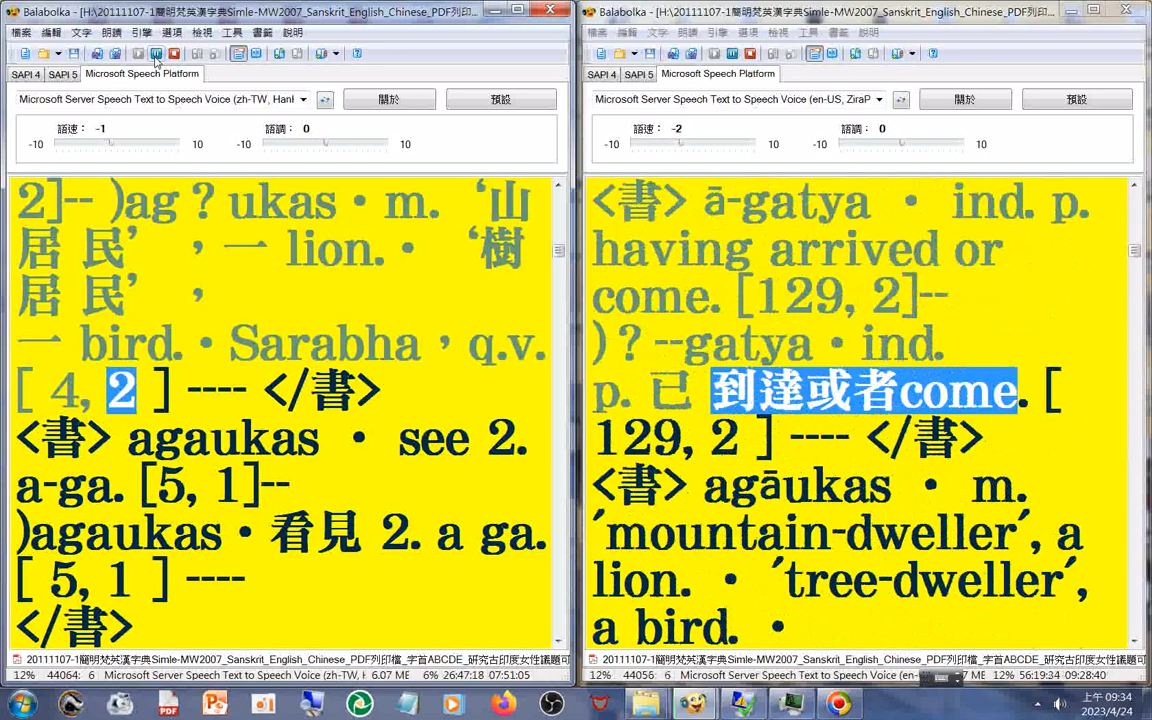 Balabolka - [H:\20111107-1簡明梵英漢字典Simle-MW2007_Sanskrit_English_Chinese_PDF列印...
檔案 編輯 文字 朗讀 引擎 選項 檢視 工具 書籤 說明
SAPI 4 SAPI 5 Microsoft Speech Platform
Microsoft Server Speech Text to Speech Voice (zh-TW, Hanl 關於 預設
語速： -1 語調： 0
-10 10 -10 10
2]-- )ag？ukas‧m.‘山
居 民’ ，一 lion.‧ ‘樹
居 民’ ，
一 bird.‧Sarabha，q.v.
[ 4, 2 ] ---- </書>
<書> agaukas ‧ see 2.
a-ga. [5, 1]--
)agaukas‧看見 2. a ga.
[ 5, 1 ] ----
</書>
20111107-1簡明梵英漢字典Simle-MW2007_Sanskrit_English_Chinese_PDF列印檔_字首ABCDE_研究古印度女性議題可
12% 44064: 6 Microsoft Server Speech Text to Speech Voice (zh-TW, H 6.07 ME 6% 26:47:18 07:51:05
Balabolka - [H:\20111107-1簡明梵英漢字典Simle-MW2007_Sanskrit_English_Chinese_PDF列印...
檔案 編輯 文字 朗讀 引擎 選項 檢視 工具 書籤 說明
SAPI 4 SAPI 5 Microsoft Speech Platform
Microsoft Server Speech Text to Speech Voice (en-US, ZiraP 關於 預設
語速： -2 語調： 0
-10 10 -10 10
<書> ā-gatya ‧ ind. p.
having arrived or
come. [129, 2]--
)？--gatya‧ind.
p. 已 到達或者come. [
129, 2 ] ---- </書>
<書> agāukas ‧ m.
′mountain-dweller′, a
lion. ‧ ′tree-dweller′,
a bird. ‧
20111107-1簡明梵英漢字典Simle-MW2007_Sanskrit_English_Chinese_PDF列印檔_字首ABCDE_研究古印度女性議題可
12% 44056: 6 Microsoft Server Speech Text to Speech Voice (en-U 7 ME 12% 56:19:34 09:28:40
上午 09:34
2023/4/24